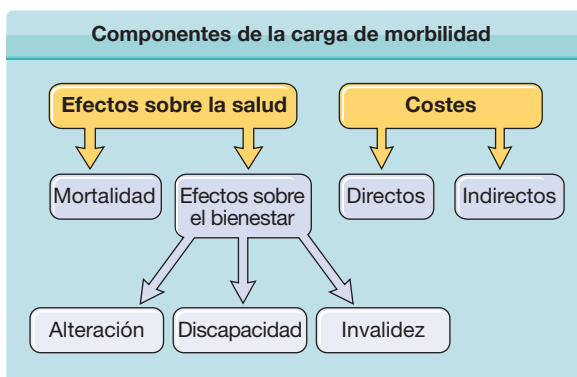 Componentes de la carga de morbilidad
Efectos sobre la salud
Costes
Mortalidad
Efectos sobre
el bienestar
Directos
Indirectos
Alteración
Discapacidad
Invalidez